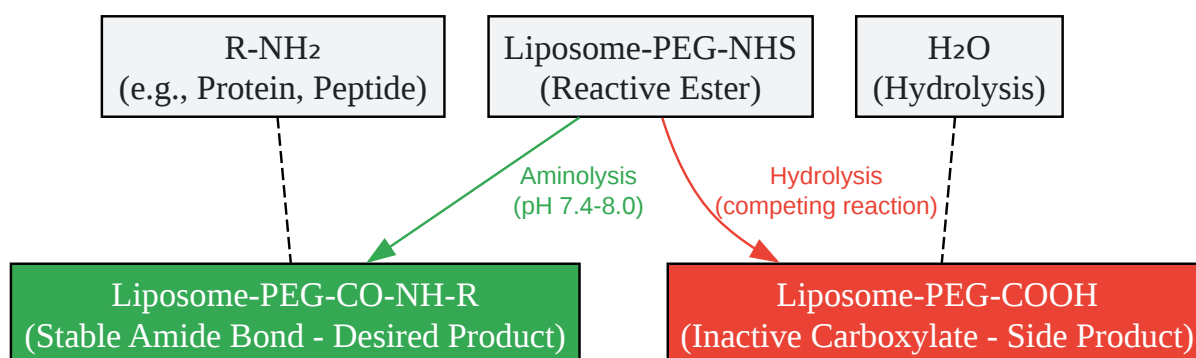 R-NH₂
(e.g., Protein, Peptide)
Liposome-PEG-NHS
(Reactive Ester)
H₂O
(Hydrolysis)
Aminolysis
(pH 7.4-8.0)
Hydrolysis
(competing reaction)
Liposome-PEG-CO-NH-R
(Stable Amide Bond - Desired Product)
Liposome-PEG-COOH
(Inactive Carboxylate - Side Product)